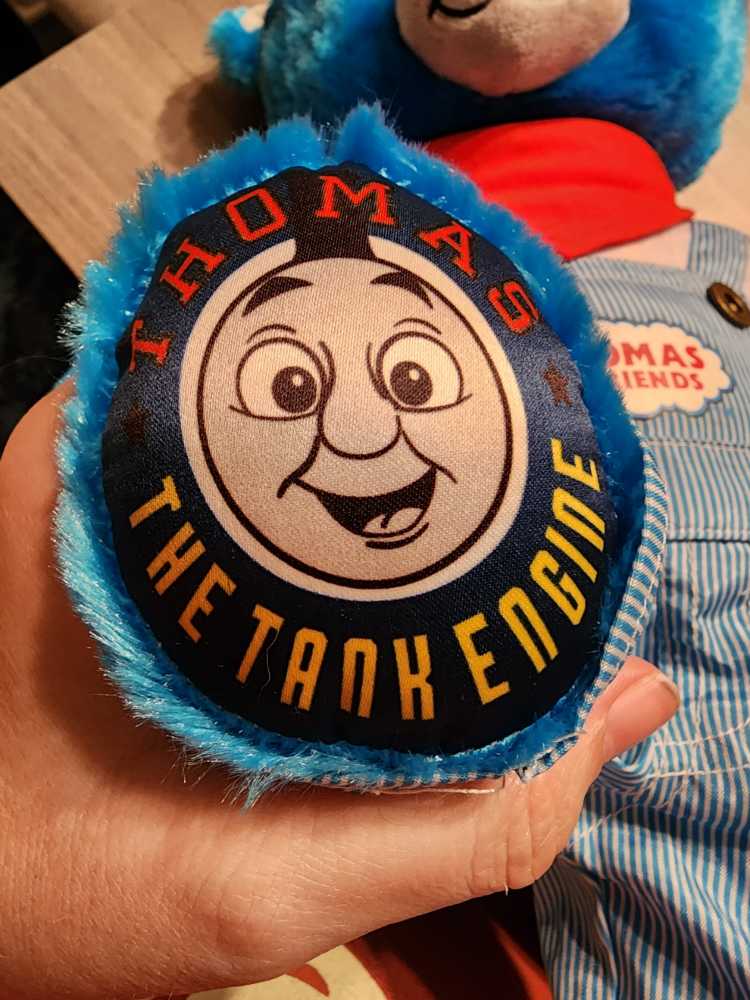 THOMAS
THE TANK ENGINE
OMAS
RIENDS